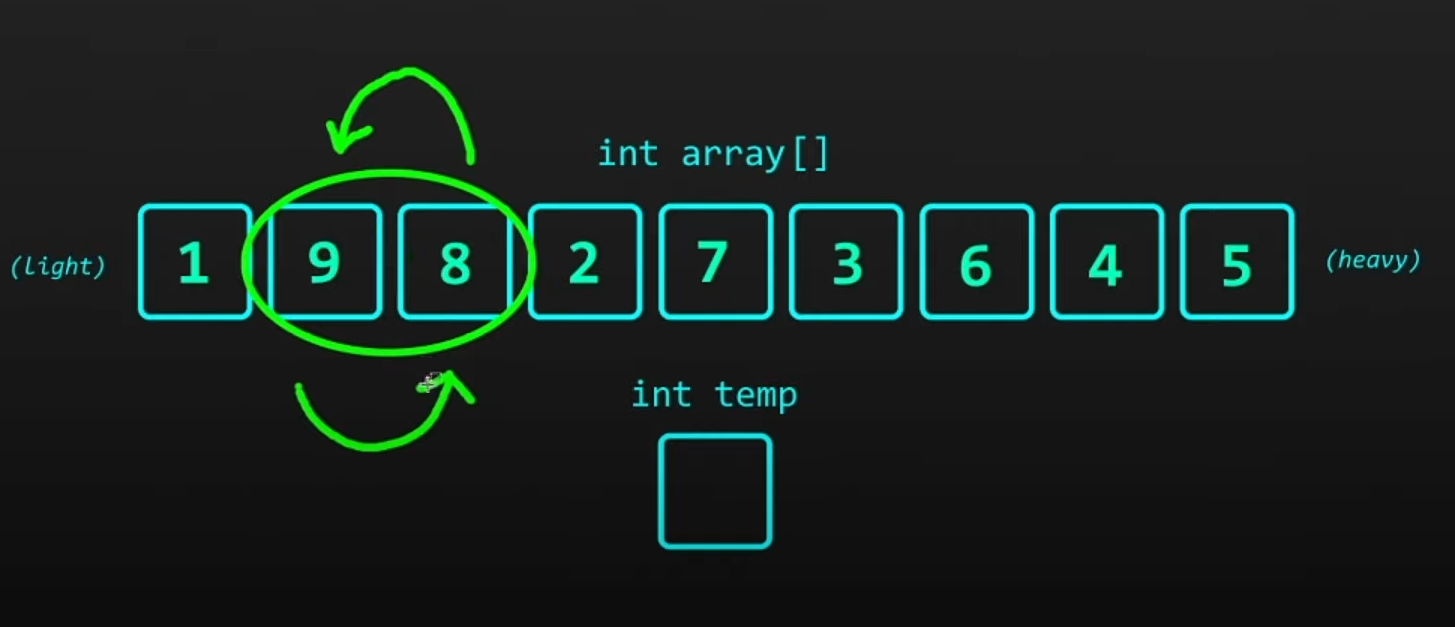 int array[]
(light) 1 9 8 2 7 3 6 4 5 (heavy)
int temp